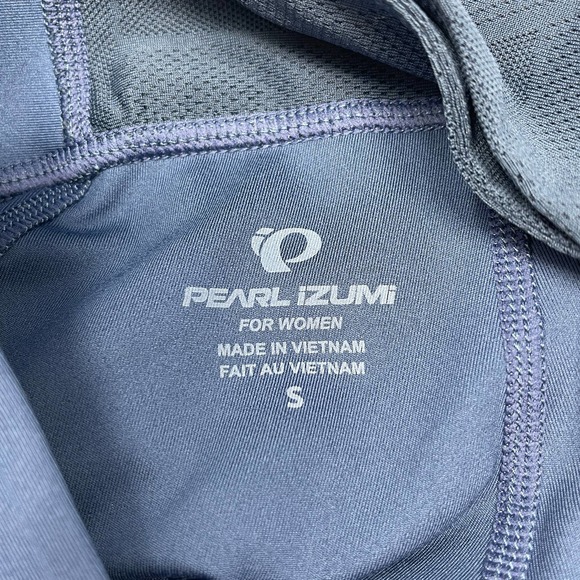 PEARL iZUMi
FOR WOMEN
MADE IN VIETNAM
FAIT AU VIETNAM
S